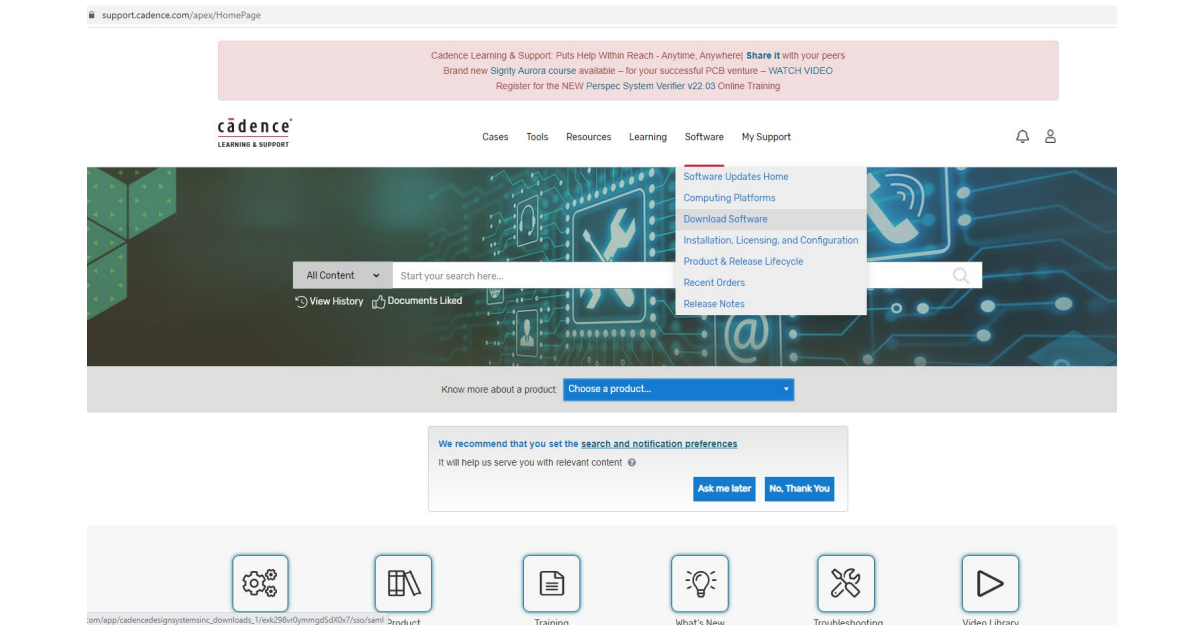 support.cadence.com/apex/HomePage
Cadence Learning & Support: Puts Help Within Reach - Anytime, Anywhere| Share it with your peers
Brand new Sigrity Aurora course available – for your successful PCB venture – WATCH VIDEO
Register for the NEW Perspec System Verifier v22.03 Online Training
cādence
LEARNING & SUPPORT
Cases Tools Resources Learning Software My Support
Software Updates Home
Computing Platforms
Download Software
Installation, Licensing, and Configuration
Product & Release Lifecycle
Recent Orders
Release Notes
All Content Start your search here...
View History Documents Liked
@
Know more about a product: Choose a product...
We recommend that you set the search and notification preferences
It will help us serve you with relevant content
Ask me later No, Thank You
Product Training What's New Troubleshooting Video Library